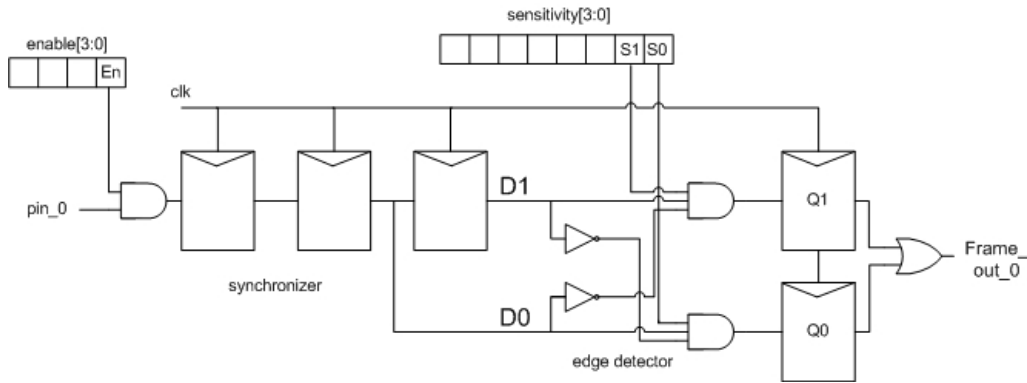 sensitivity[3:0]
enable[3:0]
S1 S0
En
clk
D1
pin_0
Q1
Frame_
out_0
synchronizer
D0
Q0
edge detector